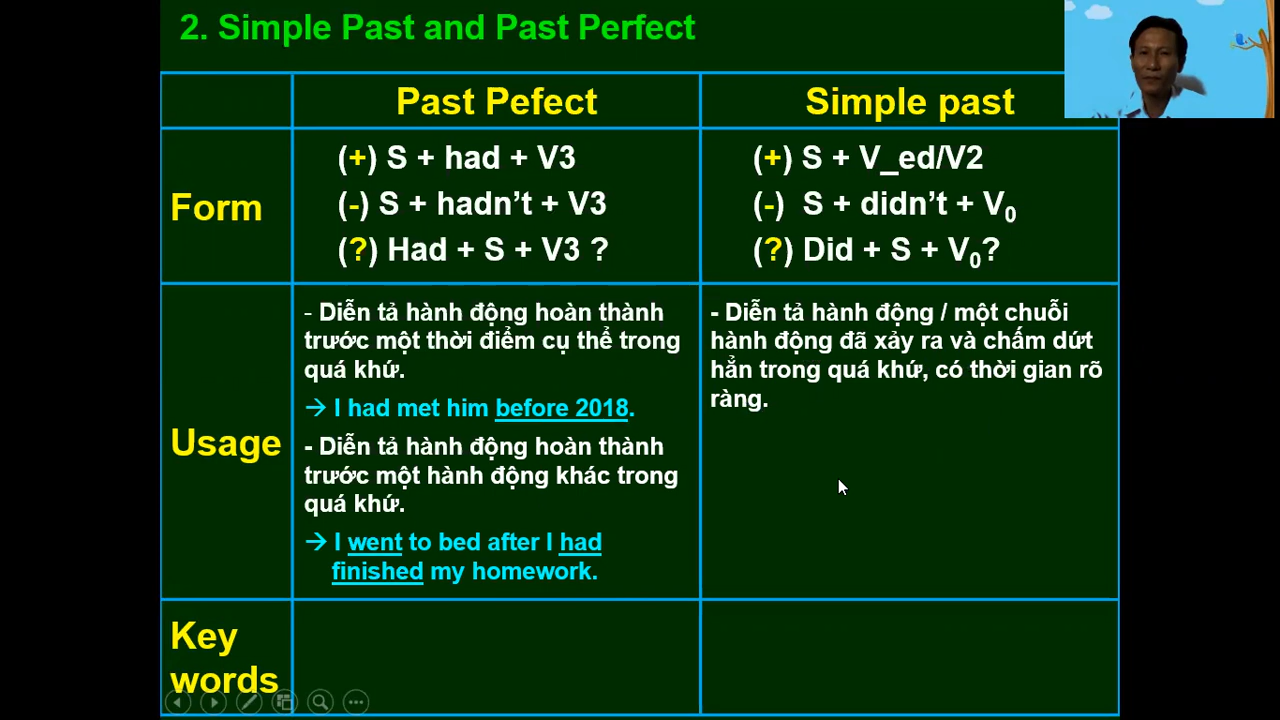 2. Simple Past and Past Perfect
Past Pefect
Simple past
Form
(+) S + had + V3
(-) S + hadn’t + V3
(?) Had + S + V3 ?
(+) S + V_ed/V2
(-) S + didn’t + V0
(?) Did + S + V0?
Usage
- Diễn tả hành động hoàn thành
trước một thời điểm cụ thể trong
quá khứ.
→ I had met him before 2018.
- Diễn tả hành động hoàn thành
trước một hành động khác trong
quá khứ.
→ I went to bed after I had
finished my homework.
- Diễn tả hành động / một chuỗi
hành động đã xảy ra và chấm dứt
hẳn trong quá khứ, có thời gian rõ
ràng.
Key
words